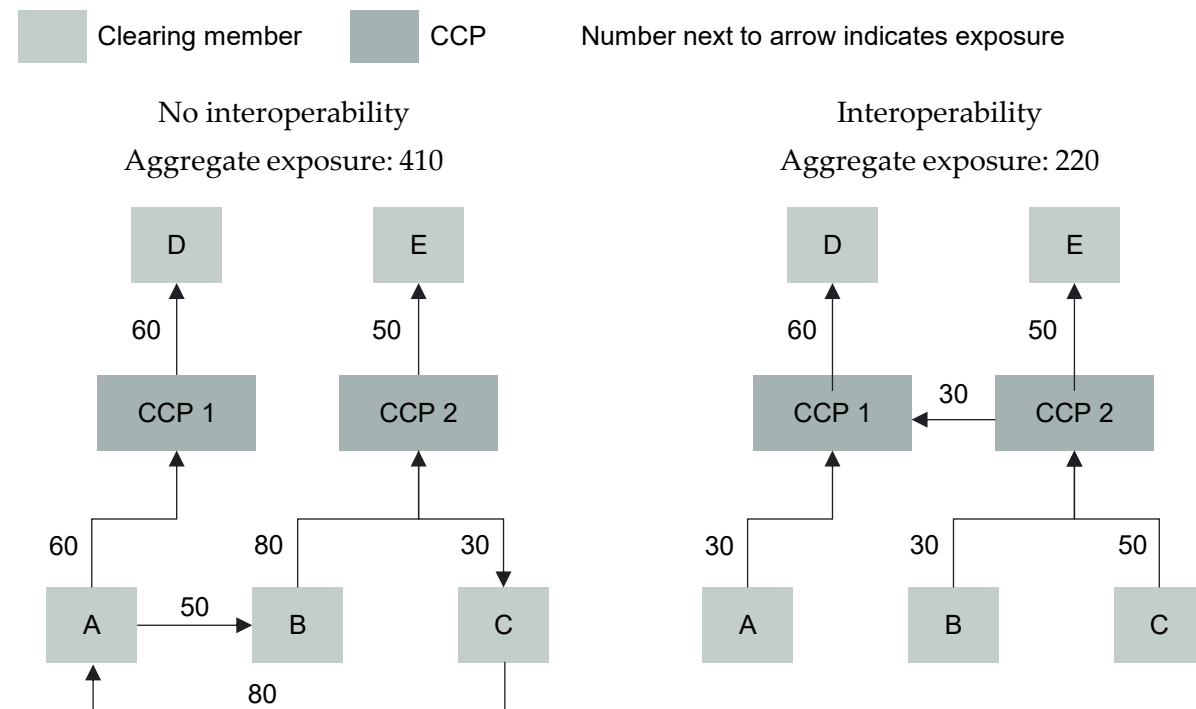 Clearing member CCP Number next to arrow indicates exposure
No interoperability
Aggregate exposure: 410
D E
60 50
CCP 1 CCP 2
60 80 30
50
A B C
80
Interoperability
Aggregate exposure: 220
D E
60 50
30
CCP 1 CCP 2
30 30 50
A B C